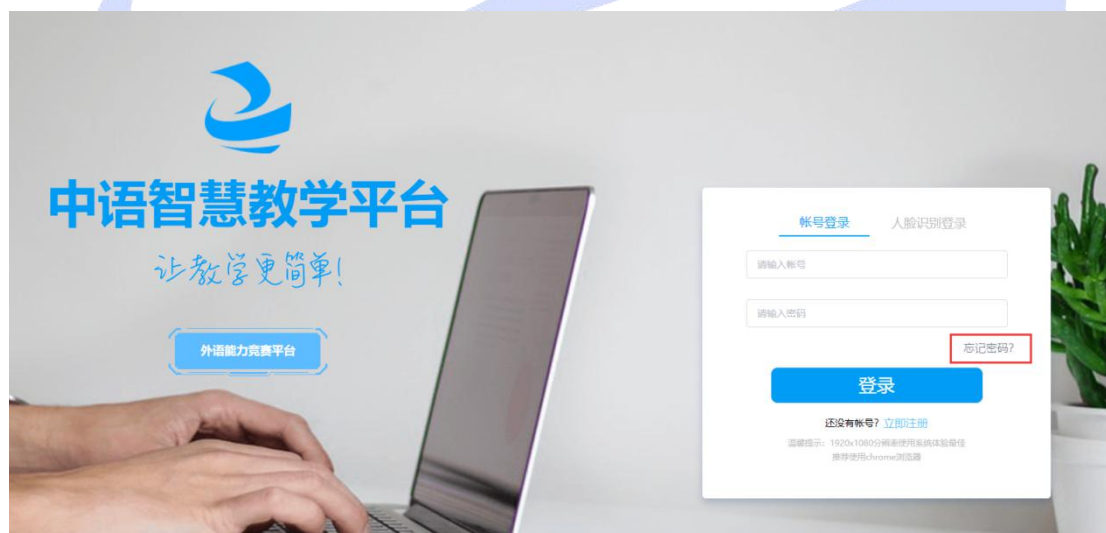 中语智慧教学平台
让教学更简单!
外语能力竞赛平台
帐号登录 人脸识别登录
请输入帐号
请输入密码
忘记密码?
登录
还没有帐号? 立即注册
温馨提示：1920x1080分辨率使用系统体验最佳
推荐使用chrome浏览器